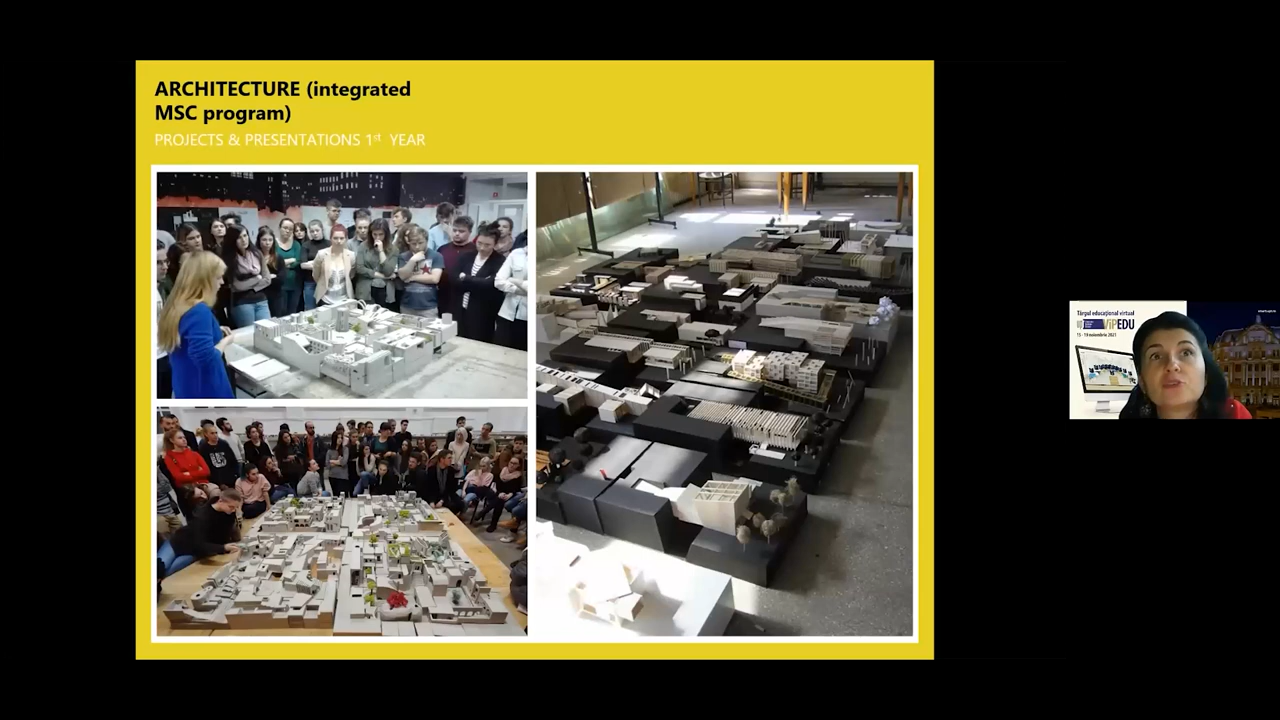 ARCHITECTURE (integrated
MSC program)
PROJECTS & PRESENTATIONS 1st YEAR
Târgul educațional virtual
ViPEDU
15 - 19 noiembrie 2021